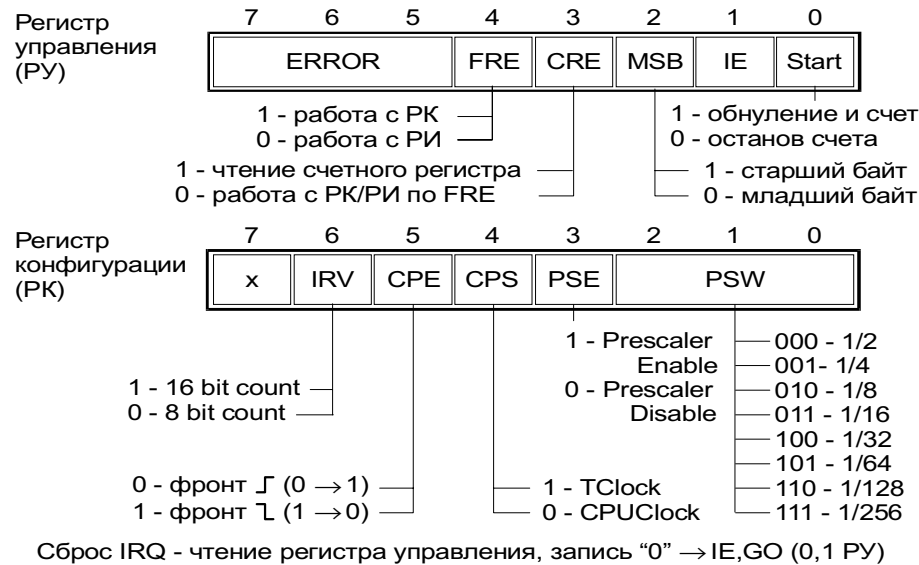 Регистр управления (РУ)
7 6 5 4 3 2 1 0
ERROR FRE CRE MSB IE Start
1 - работа с РК
0 - работа с РИ
1 - обнуление и счет
0 - останов счета
1 - чтение счетного регистра
0 - работа с РК/РИ по FRE
1 - старший байт
0 - младший байт
Регистр конфигурации (РК)
7 6 5 4 3 2 1 0
x IRV CPE CPS PSE PSW
1 - Prescaler Enable
0 - Prescaler Disable
000 - 1/2
001- 1/4
010 - 1/8
011 - 1/16
100 - 1/32
101 - 1/64
110 - 1/128
111 - 1/256
1 - 16 bit count
0 - 8 bit count
0 - фронт (0 →1)
1 - фронт (1 →0)
1 - TClock
0 - CPUClock
Сброс IRQ - чтение регистра управления, запись “0” →IE,GO (0,1 РУ)